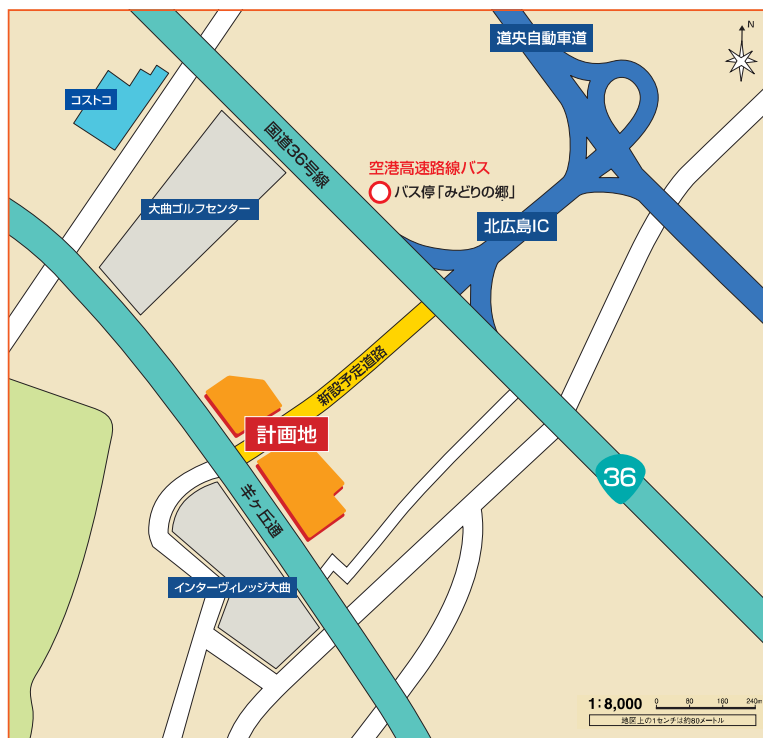 道央自動車道
N
コストコ
国道36号線
空港高速路線バス
バス停「みどりの郷」
大曲ゴルフセンター
北広島IC
新設予定道路
計画地
36
羊ヶ丘通
インターヴィレッジ大曲
1:8,000
0 80 160 240m
地図上の1センチは約80メートル